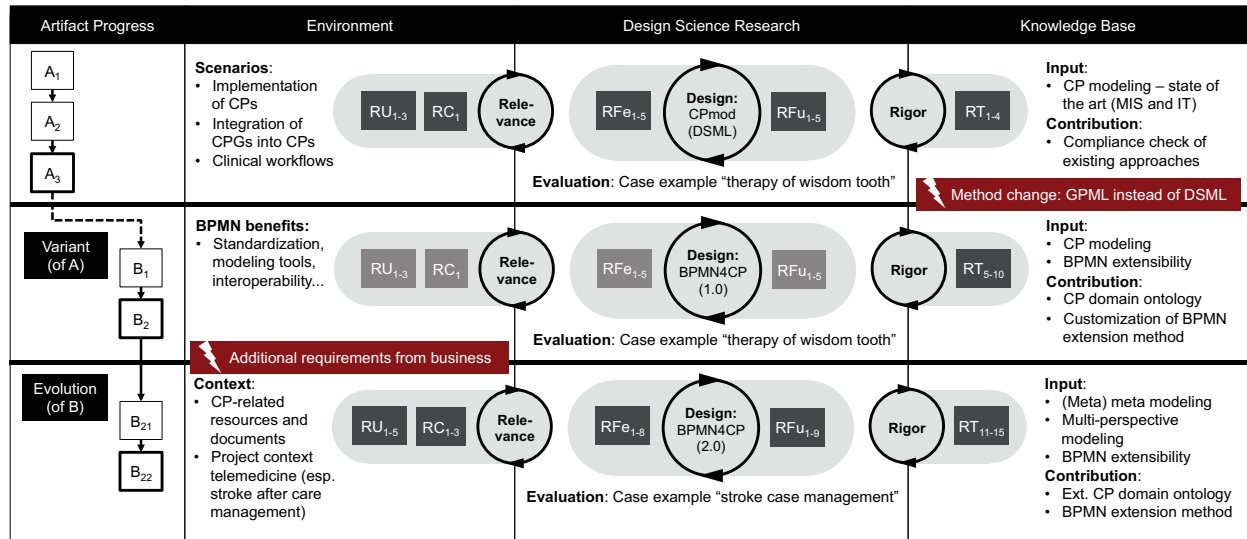 Artifact Progress
Environment
Design Science Research
Knowledge Base
A1
A2
A3
Scenarios:
• Implementation
of CPs
• Integration of
CPGs into CPs
• Clinical workflows
RU1-3
RC1
Rele-
vance
RFe1-5
Design:
CPmod
(DSML)
RFu1-5
Evaluation: Case example “therapy of wisdom tooth”
Rigor
RT1-4
Input:
• CP modeling – state of
the art (MIS and IT)
Contribution:
• Compliance check of
existing approaches
Method change: GPML instead of DSML
Variant
(of A)
B1
B2
BPMN benefits:
• Standardization,
modeling tools,
interoperability...
RU1-3
RC1
Rele-
vance
RFe1-5
Design:
BPMN4CP
(1.0)
RFu1-5
Evaluation: Case example “therapy of wisdom tooth”
Rigor
RT5-10
Input:
• CP modeling
• BPMN extensibility
Contribution:
• CP domain ontology
• Customization of BPMN
extension method
Additional requirements from business
Evolution
(of B)
B21
B22
Context:
• CP-related
resources and
documents
• Project context
telemedicine (esp.
stroke after care
management)
RU1-5
RC1-3
Rele-
vance
RFe1-8
Design:
BPMN4CP
(2.0)
RFu1-9
Evaluation: Case example “stroke case management”
Rigor
RT11-15
Input:
• (Meta) meta modeling
• Multi-perspective
modeling
• BPMN extensibility
Contribution:
• Ext. CP domain ontology
• BPMN extension method